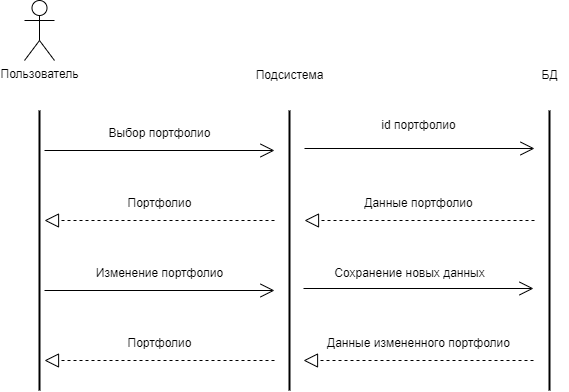 Пользователь
Подсистема
БД
Выбор портфолио
id портфолио
Портфолио
Данные портфолио
Изменение портфолио
Сохранение новых данных
Портфолио
Данные измененного портфолио